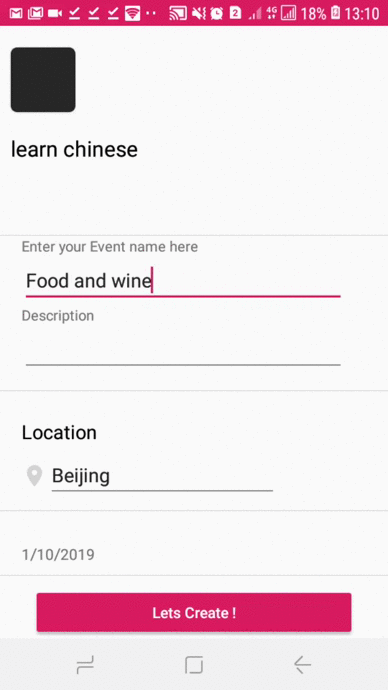 2 4G 18% 13:10
learn chinese
Enter your Event name here
Food and wine
Description
Location
Beijing
1/10/2019
Lets Create !